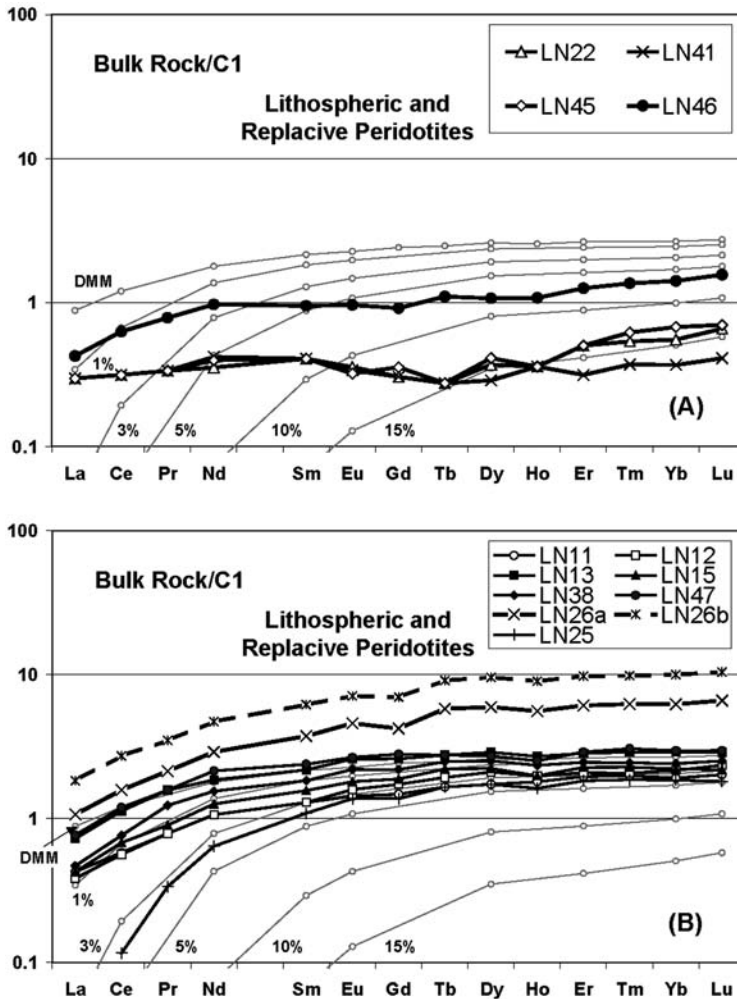 100
Bulk Rock/C1
LN22 LN41
Lithospheric and
Replacive Peridotites
LN45 LN46
10
DMM
1
1%
(A)
3% 5% 10% 15%
0.1
La Ce Pr Nd Sm Eu Gd Tb Dy Ho Er Tm Yb Lu
100
LN11 LN12
Bulk Rock/C1
LN13 LN15
LN38 LN47
Lithospheric and
LN26a LN26b
Replacive Peridotites
LN25
10
1
DMM
1%
(B)
3% 5% 10% 15%
0.1
La Ce Pr Nd Sm Eu Gd Tb Dy Ho Er Tm Yb Lu